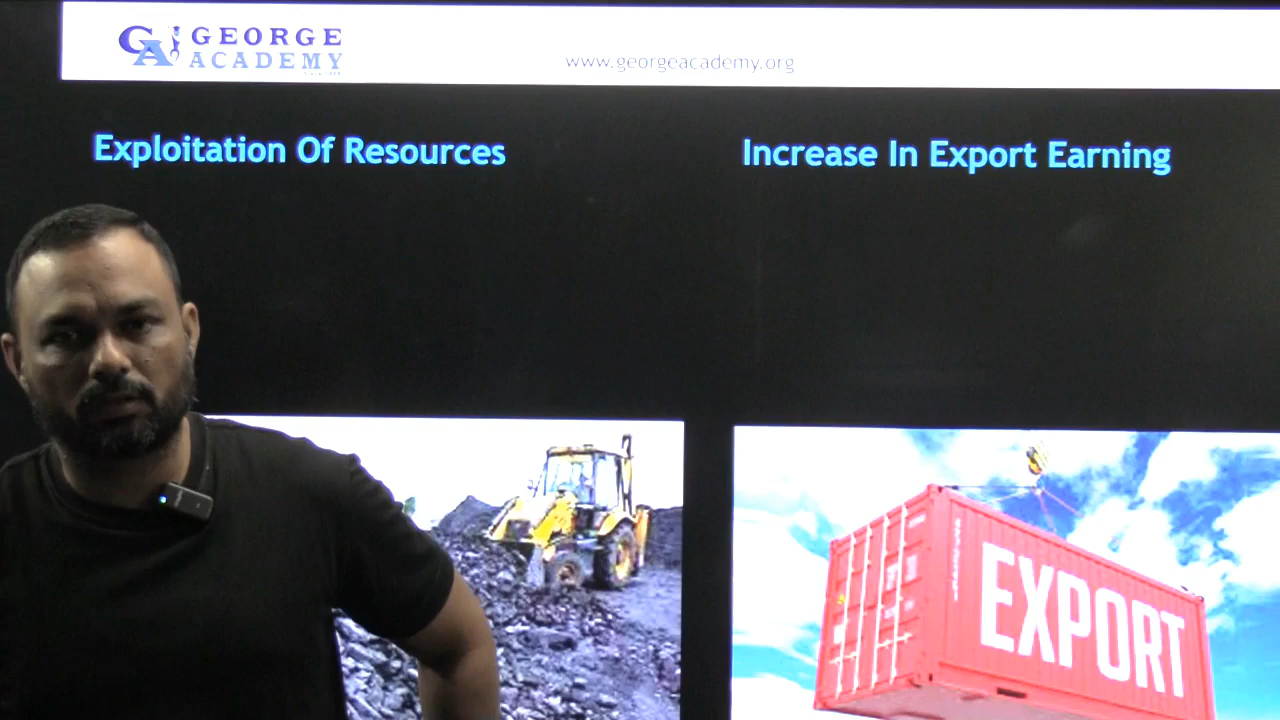 GEORGE
ACADEMY
www.georgeacademy.org
Exploitation Of Resources
Increase In Export Earning
EXPORT